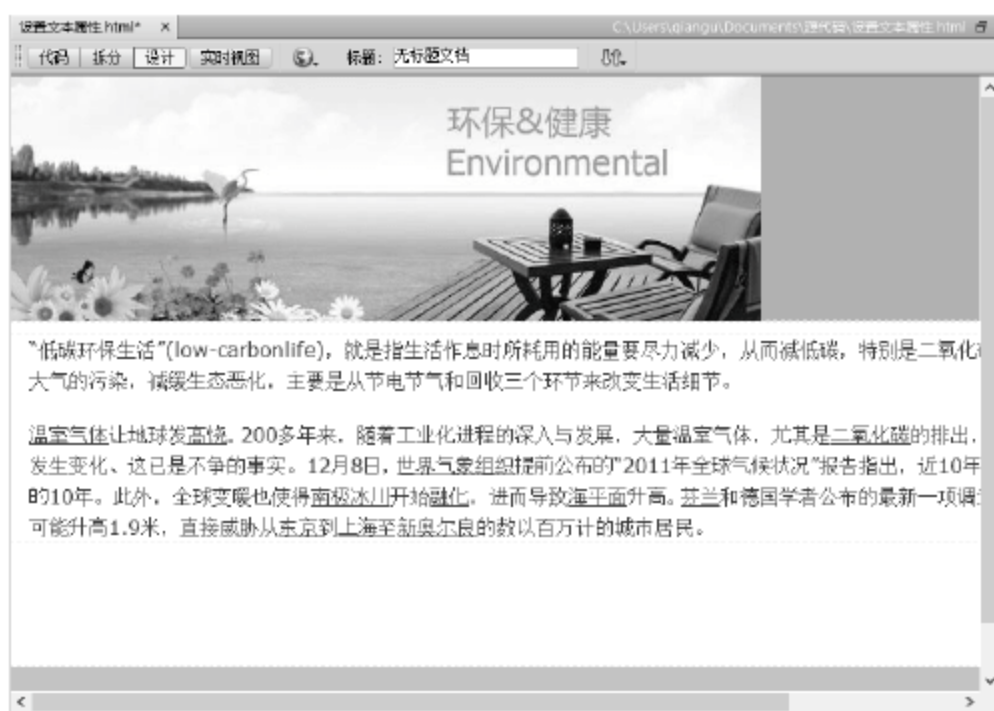 设置文本属性.html* × C:\Users\qiangu\Documents\源代码\设置文本属性.html
代码 拆分 设计 实时视图 标题: 无标题文档
环保&健康
Environmental
“低碳环保生活”(low-carbonlife)，就是指生活作息时所耗用的能量要尽力减少，从而减低碳，特别是二氧化
大气的污染，减缓生态恶化，主要是从节电节气和回收三个环节来改变生活细节。
温室气体让地球发高烧。200多年来，随着工业化进程的深入与发展，大量温室气体，尤其是二氧化碳的排出，
发生变化、这已是不争的事实。12月8日，世界气象组织提前公布的“2011年全球气候状况”报告指出，近10年
的10年。此外，全球变暖也使得南极冰川开始融化，进而导致海平面升高。芬兰和德国学者公布的最新一项调
可能升高1.9米，直接威胁从东京到上海至新奥尔良的数以百万计的城市居民。